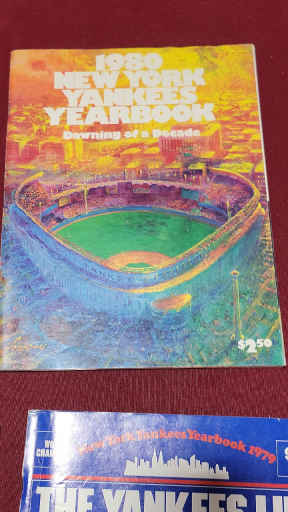 1980
NEW YORK
YANKEES
YEARBOOK
Dawning of a Decade
$2.50
New York Yankees Yearbook 1979
THE YANKEES